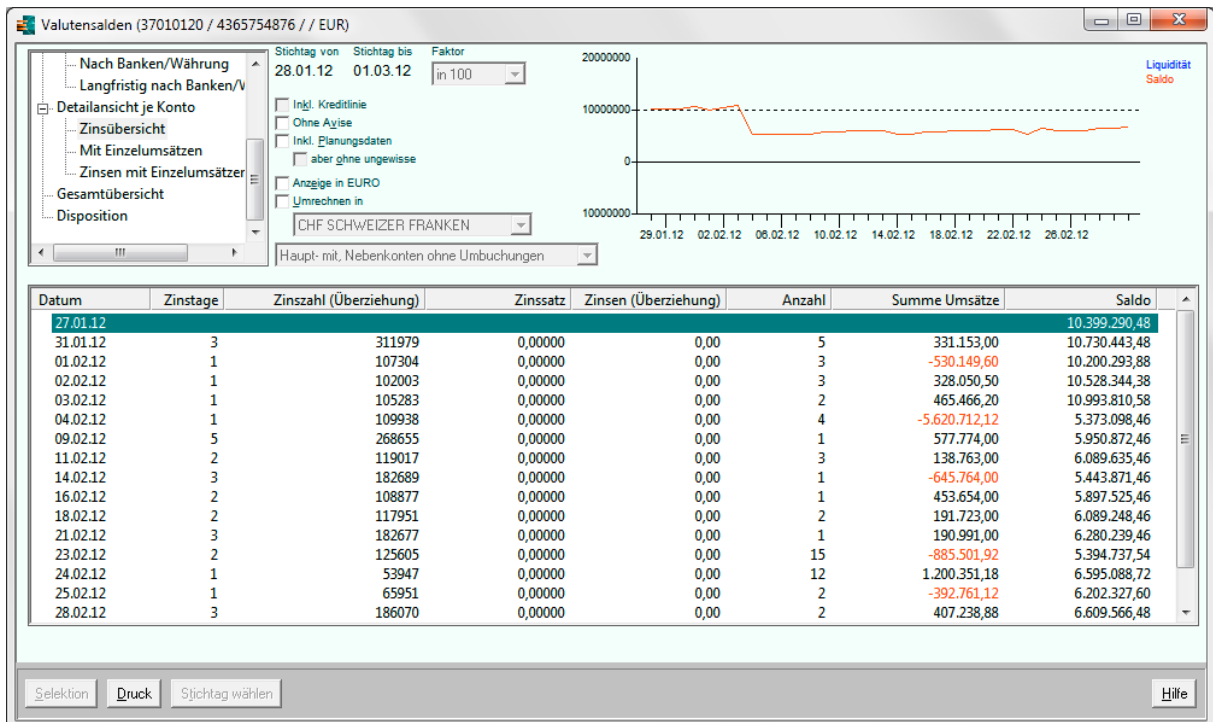 Valutensalden (37010120 / 4365754876 / / EUR)
Nach Banken/Währung
Langfristig nach Banken/W
Detailansicht je Konto
Zinsübersicht
Mit Einzelumsätzen
Zinsen mit Einzelumsätzen
Gesamtübersicht
Disposition
Stichtag von Stichtag bis Faktor
28.01.12 01.03.12 in 100
Inkl. Kreditlinie
Ohne Avise
Inkl. Planungsdaten
aber ohne ungewisse
Anzeige in EURO
Umrechnen in
CHF SCHWEIZER FRANKEN
Haupt- mit, Nebenkonten ohne Umbuchungen
20000000
10000000
0
10000000
29.01.12 02.02.12 06.02.12 10.02.12 14.02.12 18.02.12 22.02.12 26.02.12
Liquidität
Saldo
Datum Zinstage Zinszahl (Überziehung) Zinssatz Zinsen (Überziehung) Anzahl Summe Umsätze Saldo
27.01.12 10.399.290,48
31.01.12 3 311979 0,00000 0,00 5 331.153,00 10.730.443,48
01.02.12 1 107304 0,00000 0,00 3 -530.149,60 10.200.293,88
02.02.12 1 102003 0,00000 0,00 3 328.050,50 10.528.344,38
03.02.12 1 105283 0,00000 0,00 2 465.466,20 10.993.810,58
04.02.12 1 109938 0,00000 0,00 4 -5.620.712,12 5.373.098,46
09.02.12 5 268655 0,00000 0,00 1 577.774,00 5.950.872,46
11.02.12 2 119017 0,00000 0,00 3 138.763,00 6.089.635,46
14.02.12 3 182689 0,00000 0,00 1 -645.764,00 5.443.871,46
16.02.12 2 108877 0,00000 0,00 1 453.654,00 5.897.525,46
18.02.12 2 117951 0,00000 0,00 2 191.723,00 6.089.248,46
21.02.12 3 182677 0,00000 0,00 1 190.991,00 6.280.239,46
23.02.12 2 125605 0,00000 0,00 15 -885.501,92 5.394.737,54
24.02.12 1 53947 0,00000 0,00 12 1.200.351,18 6.595.088,72
25.02.12 1 65951 0,00000 0,00 2 -392.761,12 6.202.327,60
28.02.12 3 186070 0,00000 0,00 2 407.238,88 6.609.566,48
Selektion Druck Stichtag wählen Hilfe